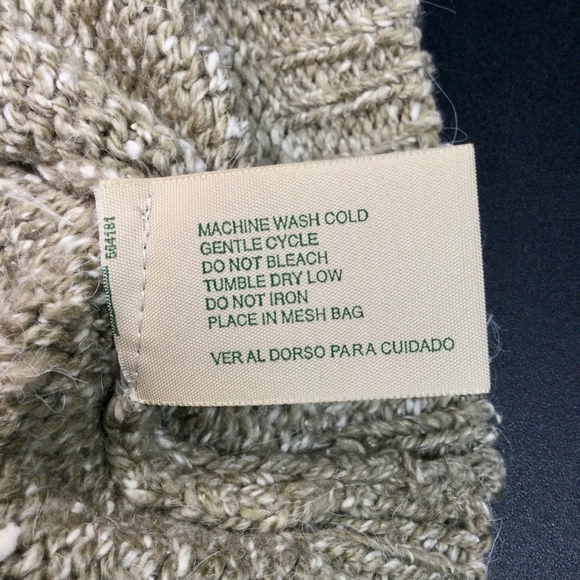 MACHINE WASH COLD
GENTLE CYCLE
DO NOT BLEACH
TUMBLE DRY LOW
DO NOT IRON
PLACE IN MESH BAG
VER AL DORSO PARA CUIDADO
564181